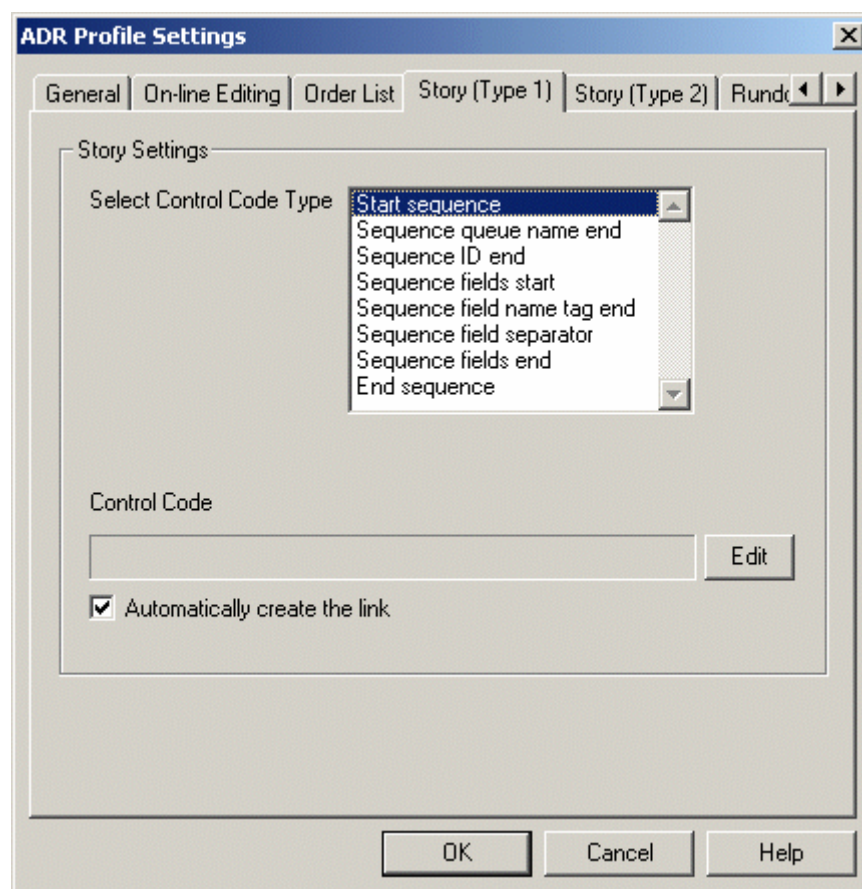 ADR Profile Settings
General On-line Editing Order List Story (Type 1) Story (Type 2)
Story Settings
Select Control Code Type
Start sequence
Sequence queue name end
Sequence ID end
Sequence fields start
Sequence field name tag end
Sequence field separator
Sequence fields end
End sequence
Control Code
Edit
Automatically create the link
OK Cancel Help